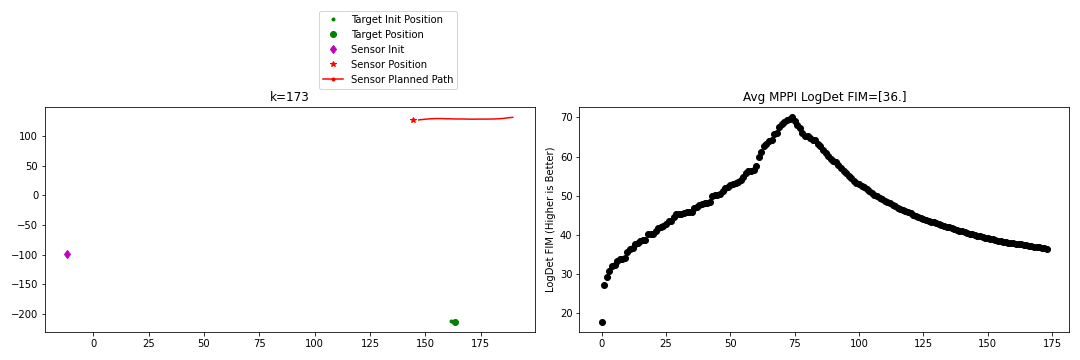 Target Init Position
Target Position
Sensor Init
Sensor Position
Sensor Planned Path
k=173
100
50
0
−50
−100
−150
−200
0 25 50 75 100 125 150 175
Avg MPPI LogDet FIM=[36.]
LogDet FIM (Higher is Better)
70
60
50
40
30
20
0 25 50 75 100 125 150 175